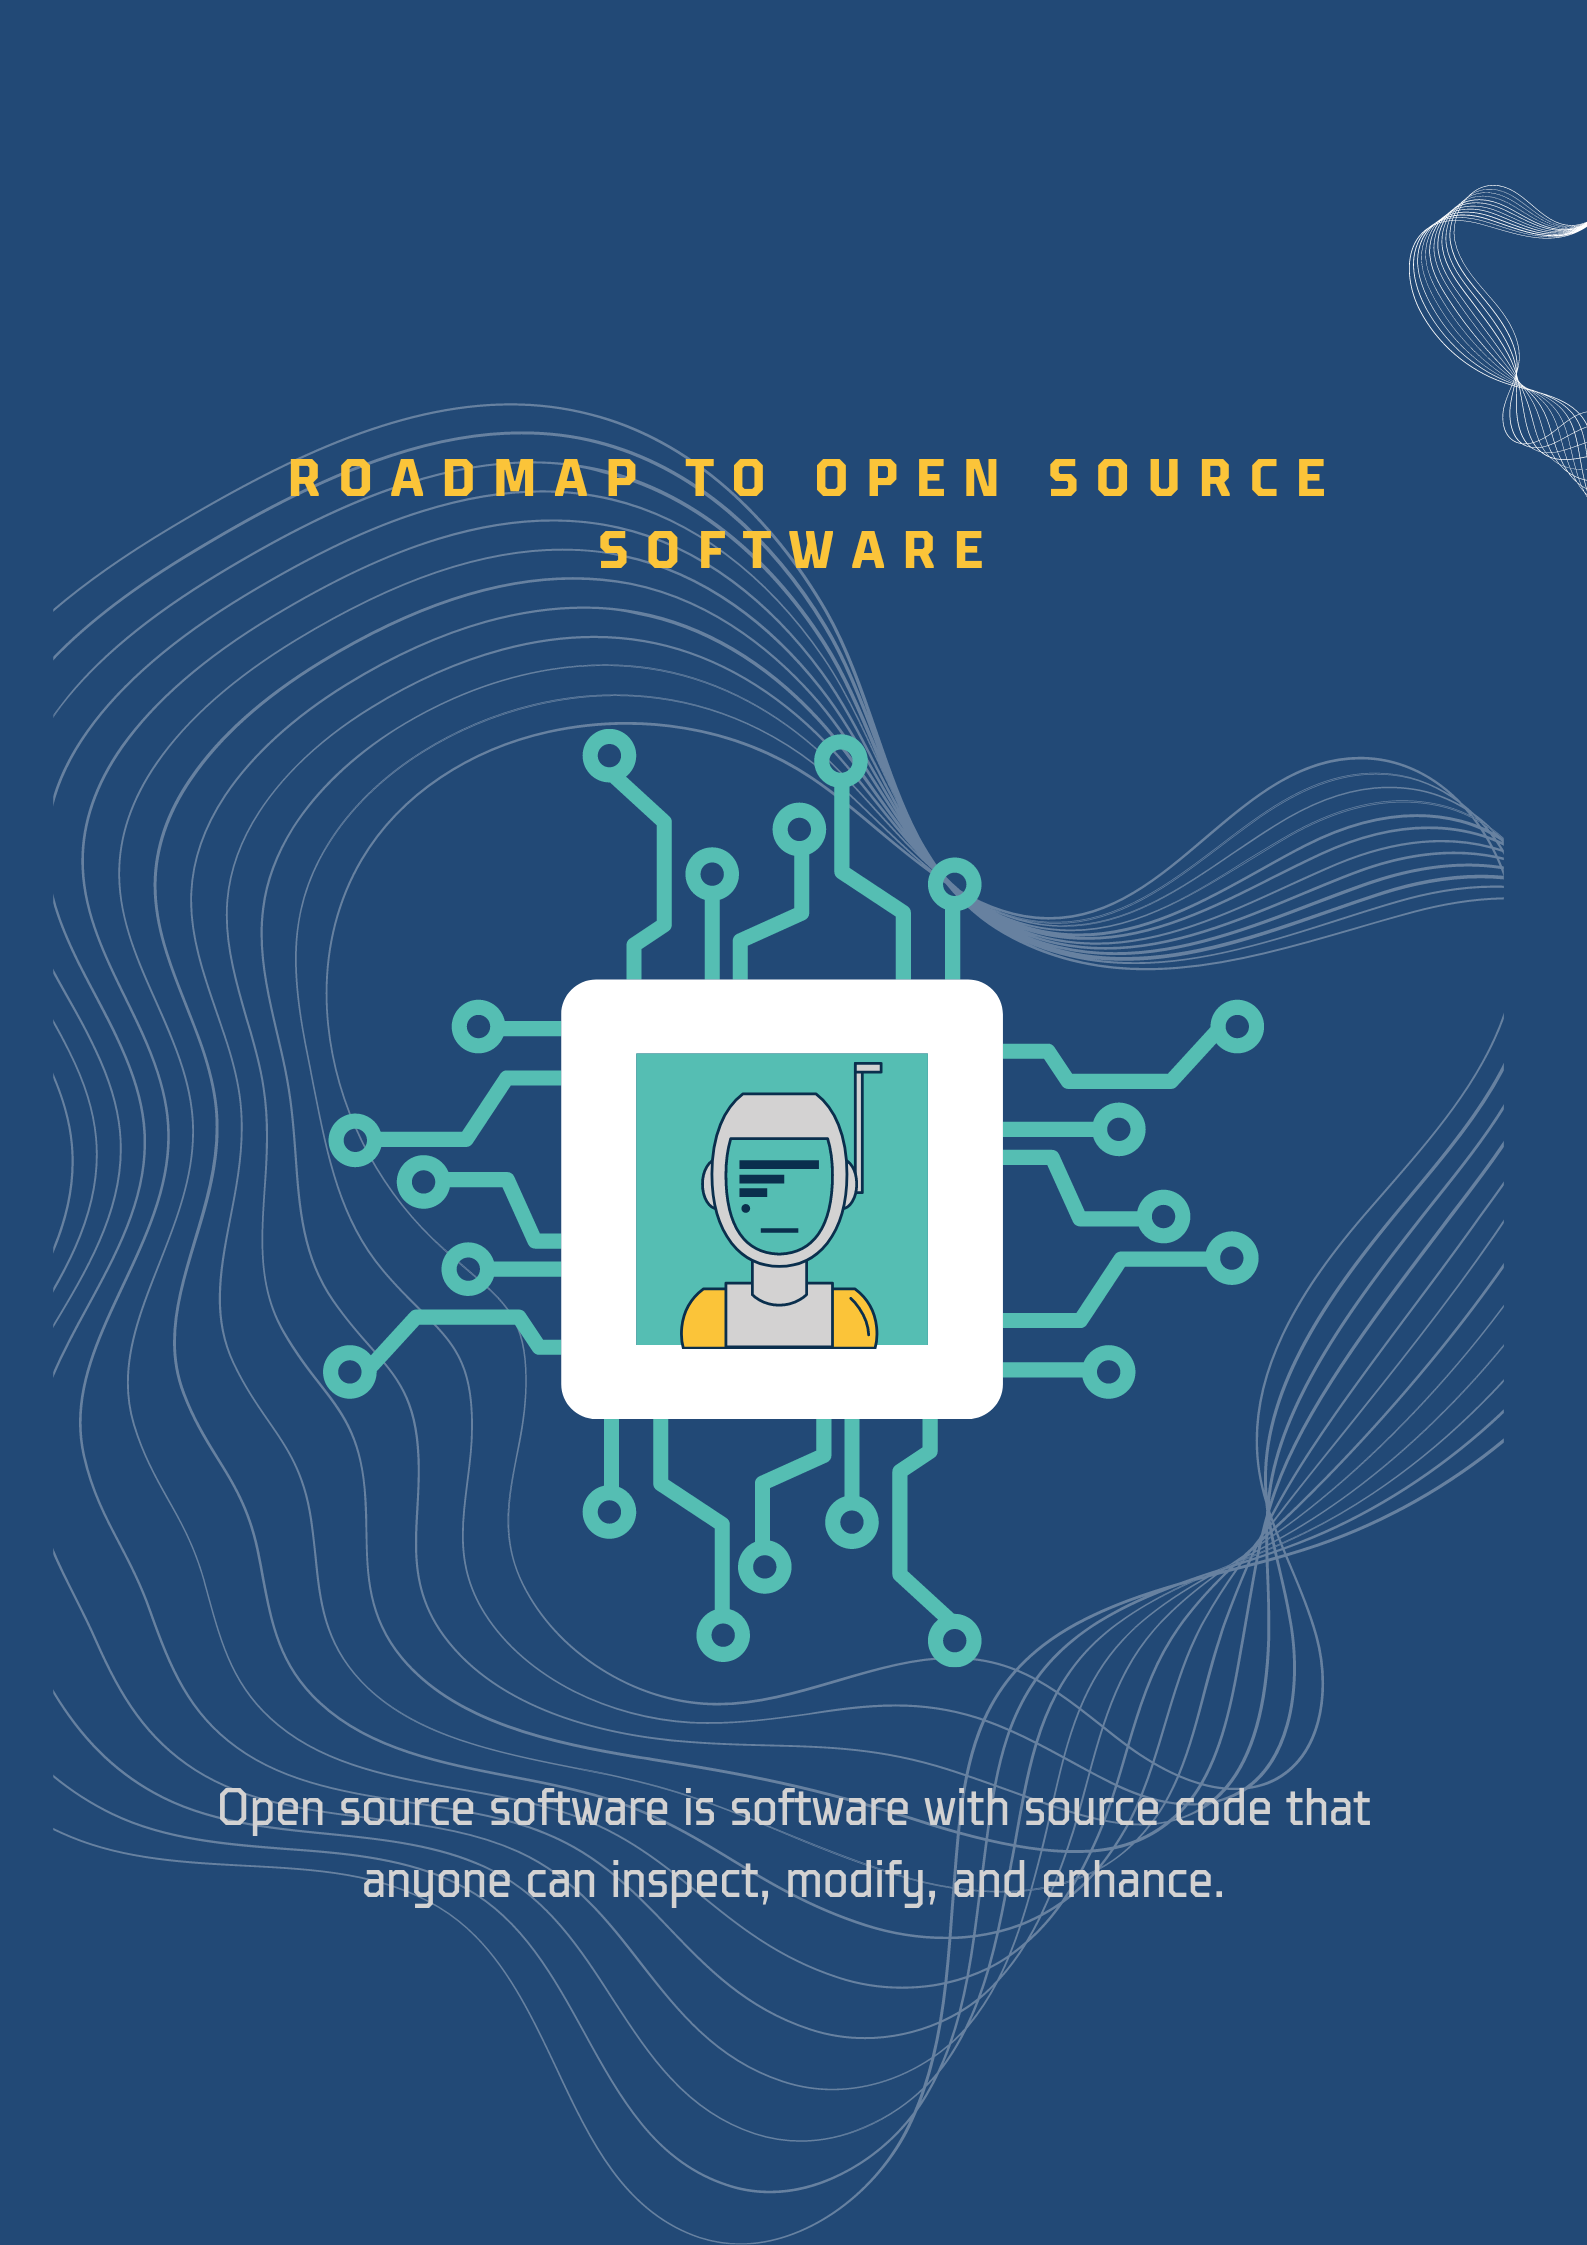 ROADMAP TO OPEN SOURCE
SOFTWARE
Open source software is software with source code that
anyone can inspect, modify, and enhance.